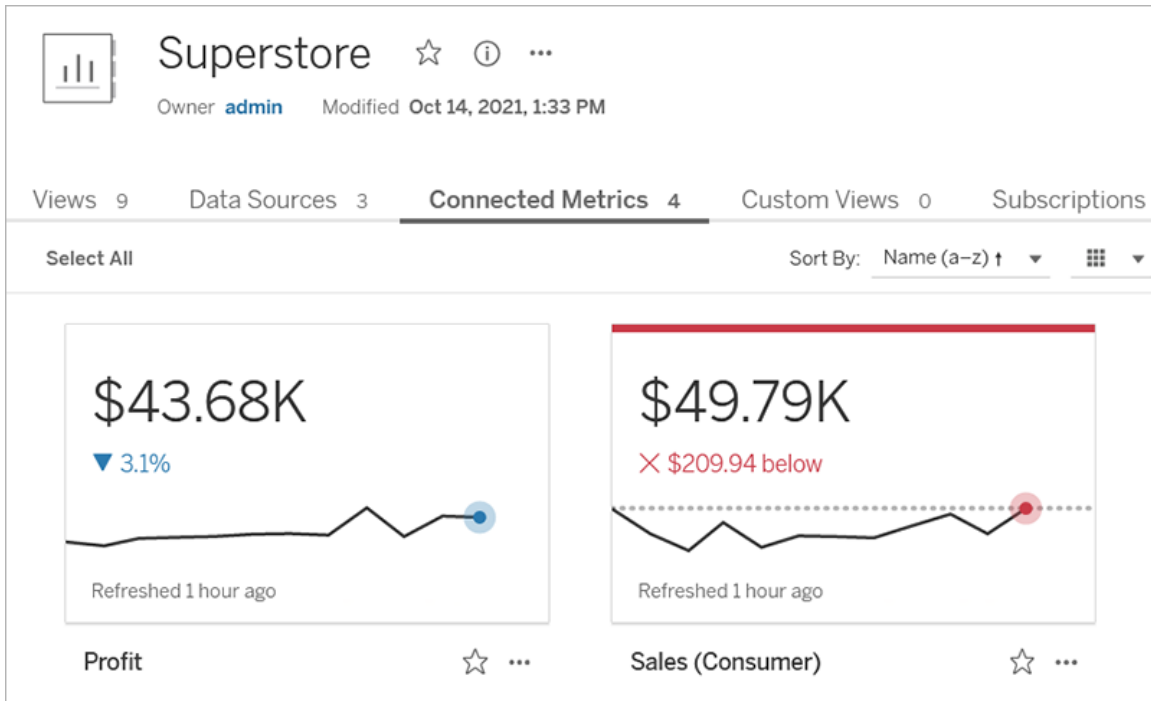 Superstore
Owner admin Modified Oct 14, 2021, 1:33 PM
Views 9 Data Sources 3 Connected Metrics 4 Custom Views 0 Subscriptions
Select All Sort By: Name (a–z) ↑
$43.68K
▼ 3.1%
Refreshed 1 hour ago
Profit
$49.79K
× $209.94 below
Refreshed 1 hour ago
Sales (Consumer)